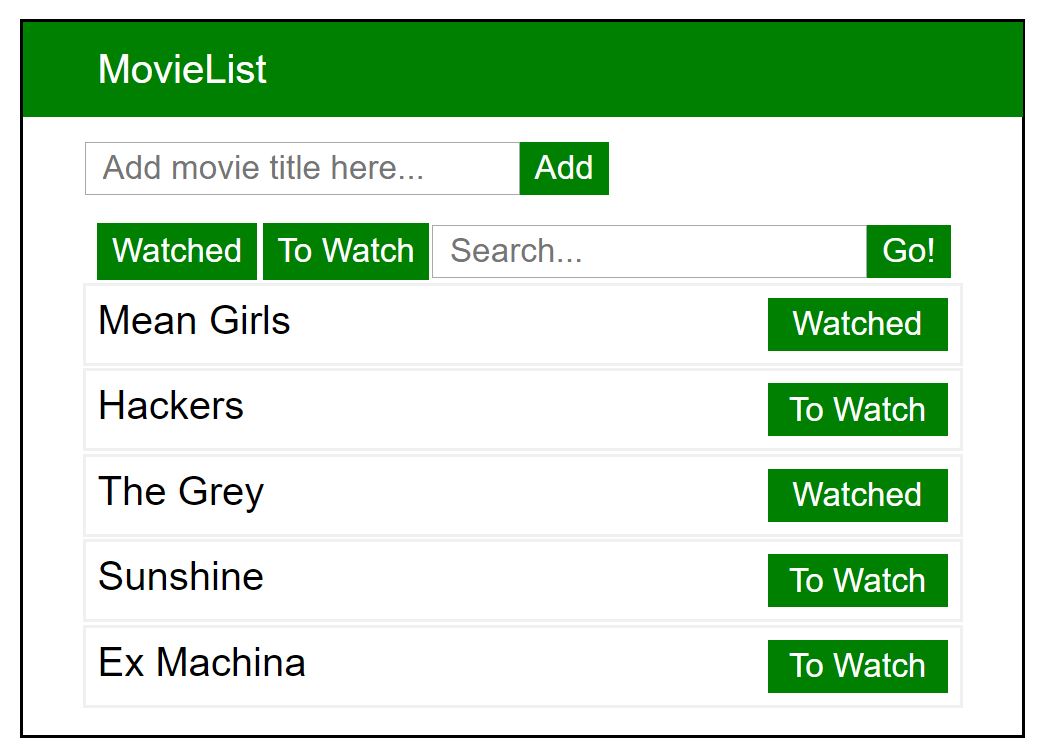 MovieList
Add movie title here... Add
Watched To Watch Search... Go!
Mean Girls Watched
Hackers To Watch
The Grey Watched
Sunshine To Watch
Ex Machina To Watch